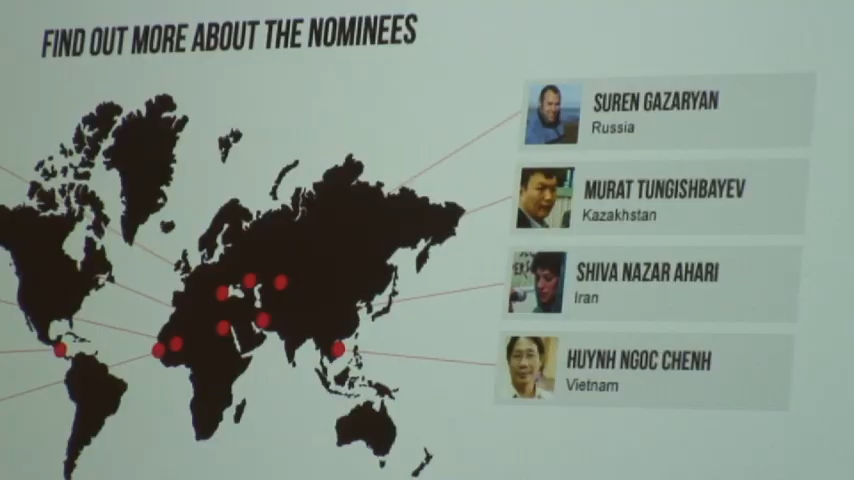 FIND OUT MORE ABOUT THE NOMINEES
SUREN GAZARYAN
Russia
MURAT TUNGISHBAYEV
Kazakhstan
SHIVA NAZAR AHARI
Iran
HUYNH NGOC CHENH
Vietnam